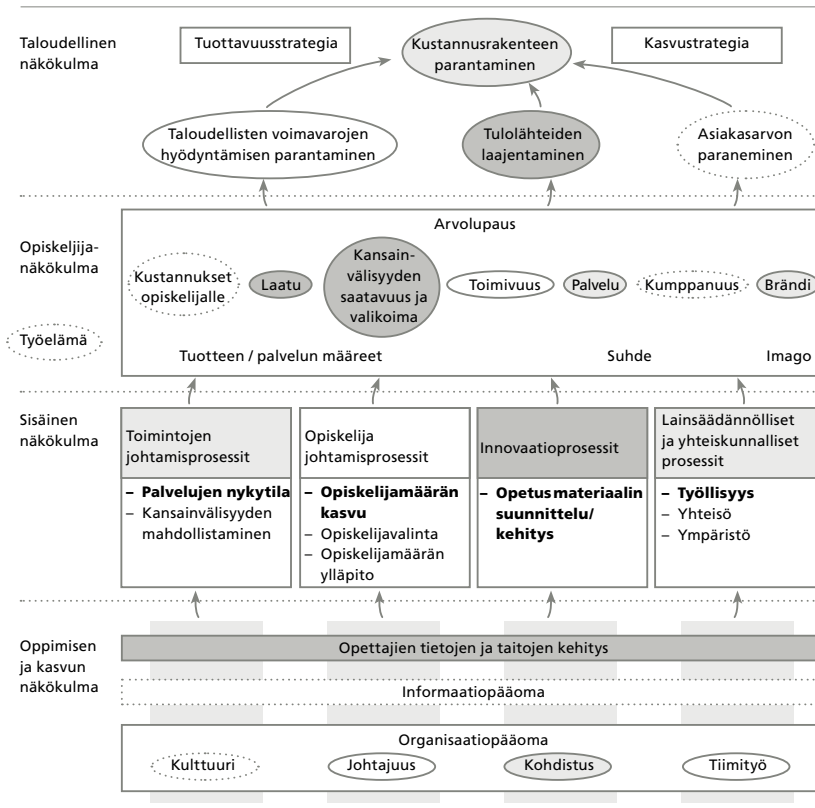 Taloudellinen
näkökulma
Tuottavuusstrategia
Kustannusrakenteen
parantaminen
Kasvustrategia
Taloudellisten voimavarojen
hyödyntämisen parantaminen
Tulolähteiden
laajentaminen
Asiakasarvon
paraneminen
Opiskeljija-
näkökulma
Työelämä
Arvolupaus
Kustannukset
opiskelijalle
Laatu
Kansain-
välisyyden
saatavuus ja
valikoima
Toimivuus
Palvelu
Kumppanuus
Brändi
Tuotteen / palvelun määreet
Suhde
Imago
Sisäinen
näkökulma
Toimintojen
johtamisprosessit
– Palvelujen nykytila
– Kansainvälisyyden
mahdollistaminen
Opiskelija
johtamisprosessit
– Opiskelijamäärän
kasvu
– Opiskelijavalinta
– Opiskelijamäärän
ylläpito
Innovaatioprosessit
– Opetusmateriaalin
suunnittelu/
kehitys
Lainsäädännölliset
ja yhteiskunnalliset
prosessit
– Työllisyys
– Yhteisö
– Ympäristö
Oppimisen
ja kasvun
näkökulma
Opettajien tietojen ja taitojen kehitys
Informaatiopääoma
Organisaatiopääoma
Kulttuuri
Johtajuus
Kohdistus
Tiimityö